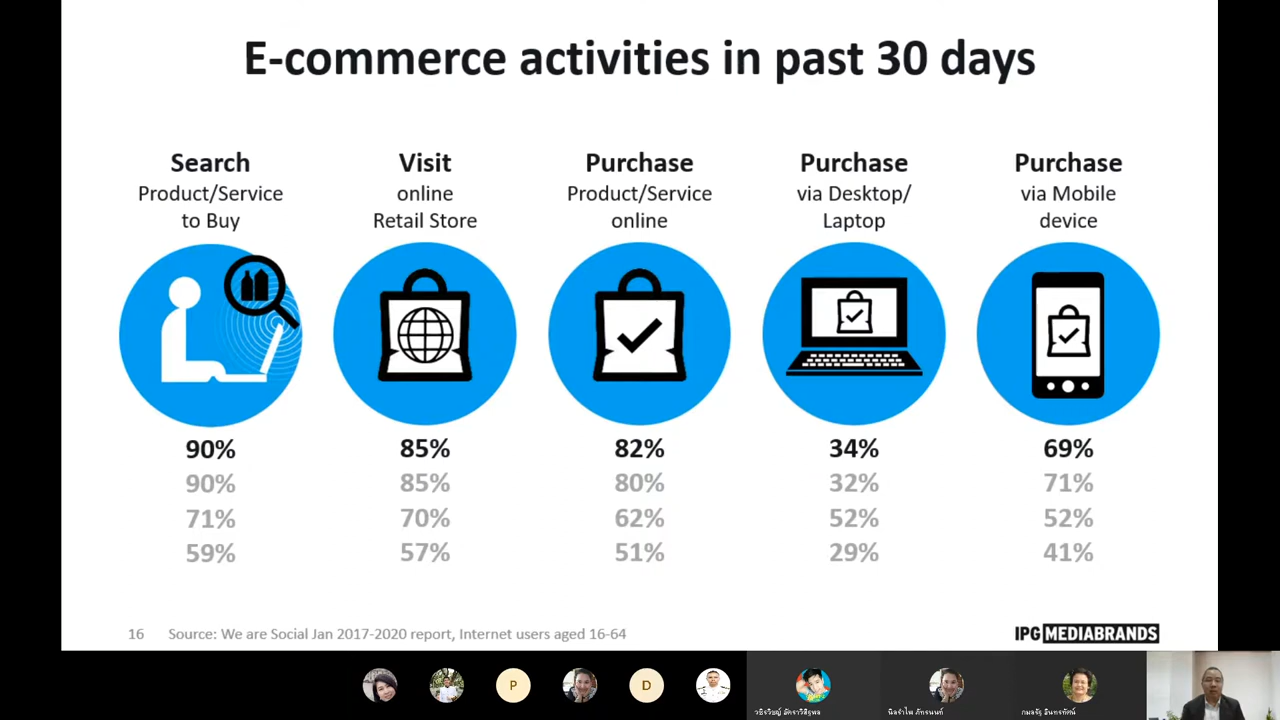 E-commerce activities in past 30 days
Search
Product/Service
to Buy
Visit
online
Retail Store
Purchase
Product/Service
online
Purchase
via Desktop/
Laptop
Purchase
via Mobile
device
90% 85% 82% 34% 69%
90% 85% 80% 32% 71%
71% 70% 62% 52% 52%
59% 57% 51% 29% 41%
16 Source: We are Social Jan 2017-2020 report, Internet users aged 16-64
IPG MEDIABRANDS
P
D